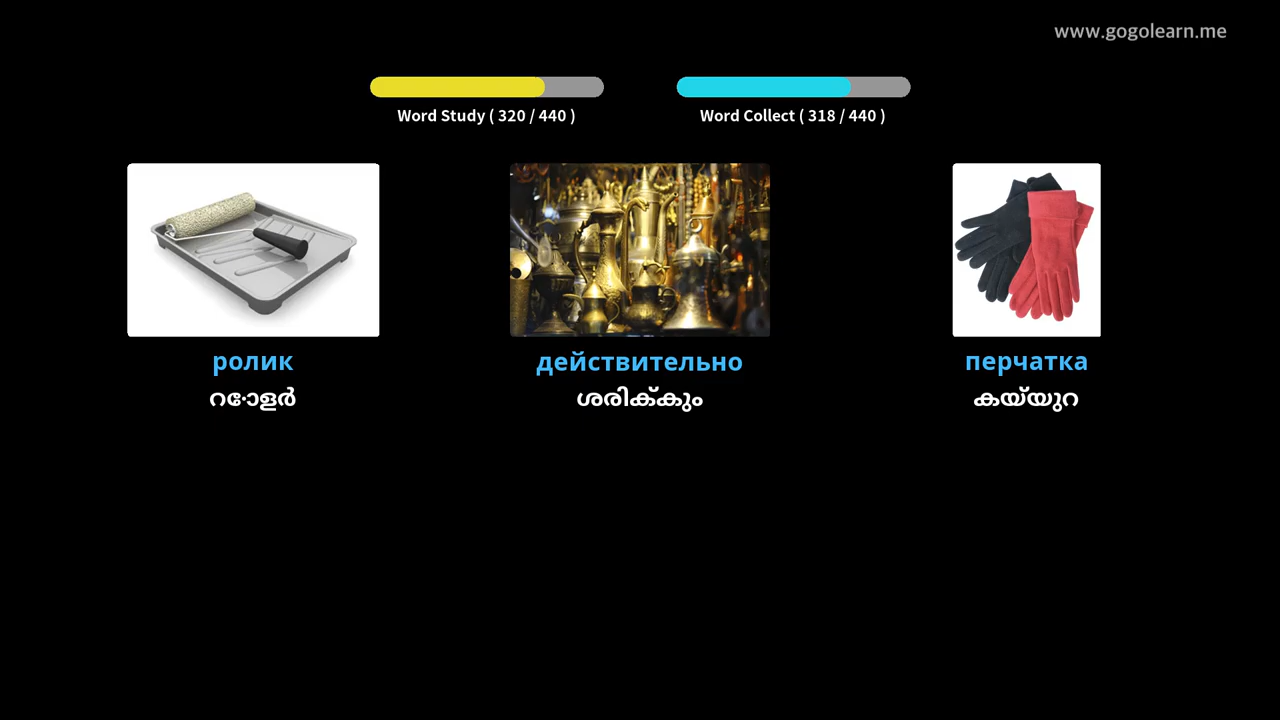 www.gogolearn.me
Word Study ( 320 / 440 )
Word Collect ( 318 / 440 )
ролик
റോളർ
действительно
ശരിക്കും
перчатка
കയ്യുറ